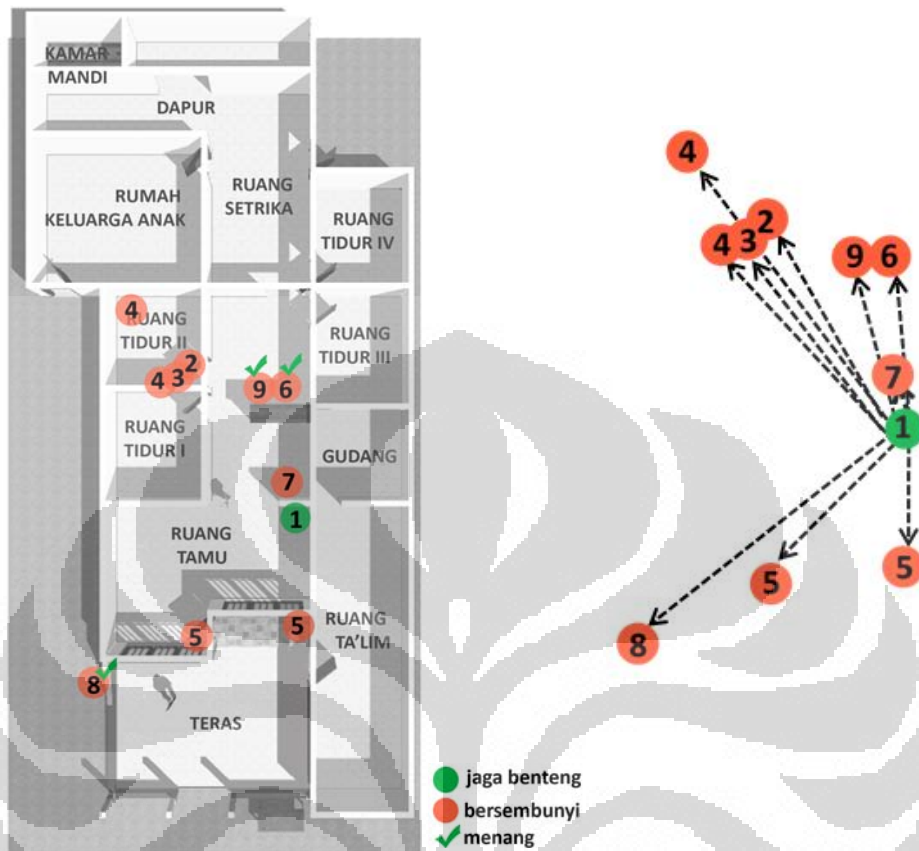 KAMAR
MANDI
DAPUR
RUMAH
KELUARGA ANAK
RUANG
SETRIKA
RUANG
TIDUR IV
4
RUANG
TIDUR II
4 3 2
9 6
RUANG
TIDUR III
RUANG
TIDUR I
GUDANG
7
1
RUANG
TAMU
5
5
RUANG
TA'LIM
8
TERAS
4
4 3 2
9 6
7
1
5
5
8
jaga benteng
bersembunyi
menang